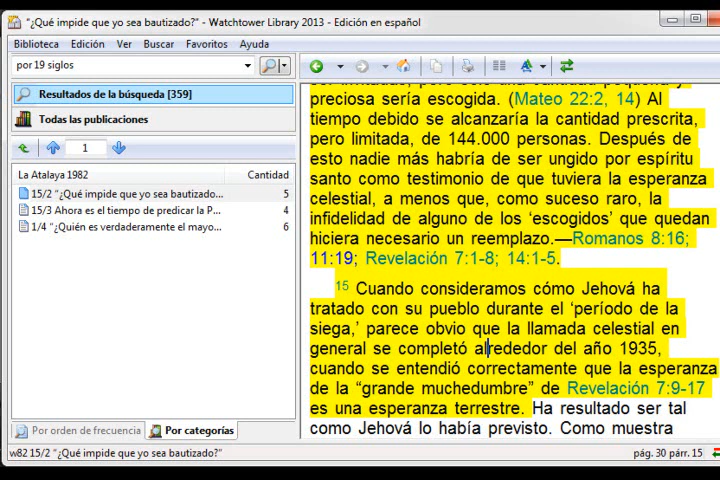 "¿Qué impide que yo sea bautizado?" - Watchtower Library 2013 - Edición en español
Biblioteca Edición Ver Buscar Favoritos Ayuda
por 19 siglos
Resultados de la búsqueda [359]
Todas las publicaciones
1
La Atalaya 1982 Cantidad
15/2 "¿Qué impide que yo sea bautizado... 5
15/3 Ahora es el tiempo de predicar la P... 4
1/4 "¿Quién es verdaderamente el mayo... 6
Por orden de frecuencia Por categorías
preciosa sería escogida. (Mateo 22:2, 14) Al
tiempo debido se alcanzaría la cantidad prescrita,
pero limitada, de 144.000 personas. Después de
esto nadie más habría de ser ungido por espíritu
santo como testimonio de que tuviera la esperanza
celestial, a menos que, como suceso raro, la
infidelidad de alguno de los 'escogidos' que quedan
hiciera necesario un reemplazo.—Romanos 8:16;
11:19; Revelación 7:1-8; 14:1-5.
15 Cuando consideramos cómo Jehová ha
tratado con su pueblo durante el 'período de la
siega,' parece obvio que la llamada celestial en
general se completó alrededor del año 1935,
cuando se entendió correctamente que la esperanza
de la "grande muchedumbre" de Revelación 7:9-17
es una esperanza terrestre. Ha resultado ser tal
como Jehová lo había previsto. Como muestra
w82 15/2 "¿Qué impide que yo sea bautizado?" pág. 30 párr. 15